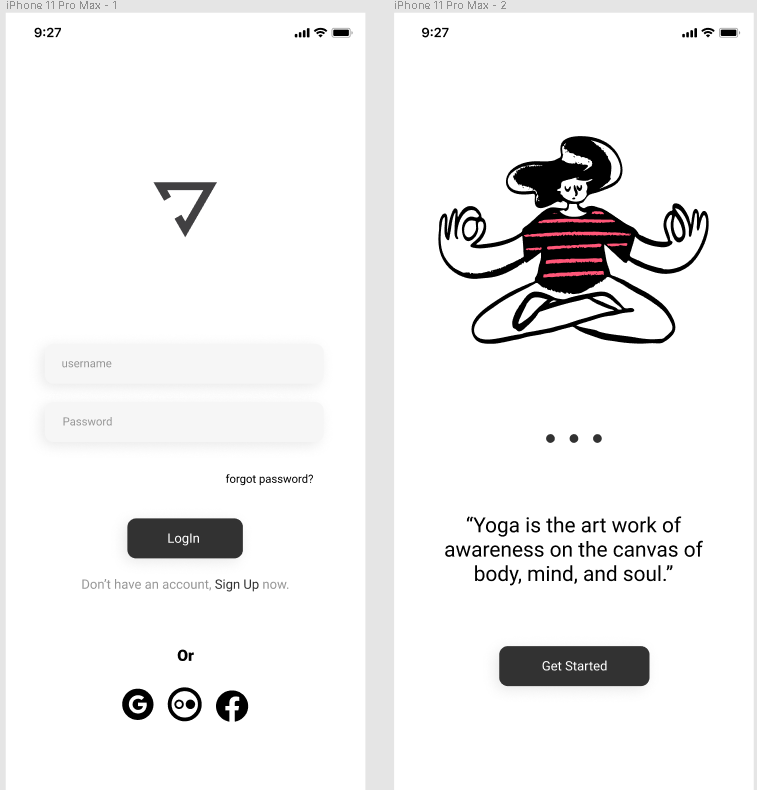 iPhone 11 Pro Max - 1
9:27
username
Password
forgot password?
LogIn
Don't have an account, Sign Up now.
Or
iPhone 11 Pro Max - 2
9:27
“Yoga is the art work of
awareness on the canvas of
body, mind, and soul.”
Get Started